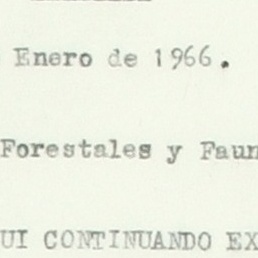 Enero de 1966.
Forestales y Faun
UI CONTINUANDO EX